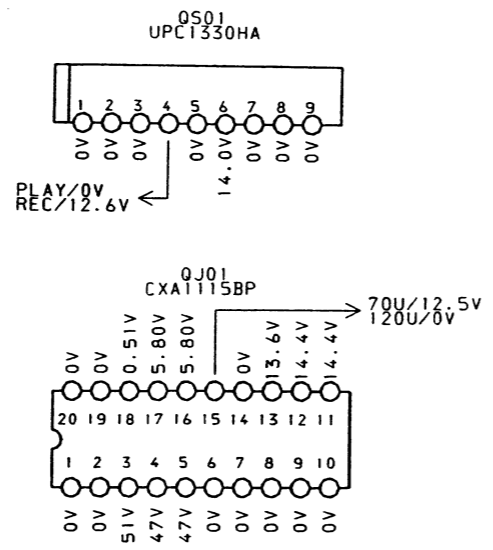 QS01
UPC1330HA
1 2 3 4 5 6 7 8 9
0V 0V 0V 0V 14.0V 0V 0V 0V
PLAY/0V
REC/12.6V
QJ01
CXA1115BP
70U/12.5V
120U/0V
0V 0V 0.51V 5.80V 5.80V 0V 13.6V 14.4V 14.4V
20 19 18 17 16 15 14 13 12 11
1 2 3 4 5 6 7 8 9 10
0V 0V 51V 47V 47V 0V 0V 0V 0V 0V